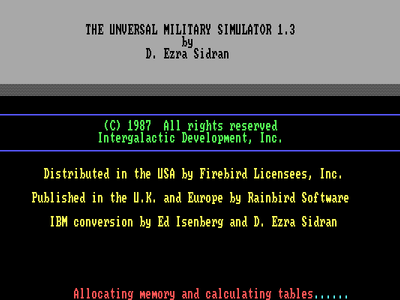 THE UNVERSAL MILITARY SIMULATOR 1.3
by
D. Ezra Sidran
(C) 1987  All rights reserved
Intergalactic Development, Inc.
Distributed in the USA by Firebird Licensees, Inc.
Published in the U.K. and Europe by Rainbird Software
IBM conversion by Ed Isenberg and D. Ezra Sidran
Allocating memory and calculating tables......